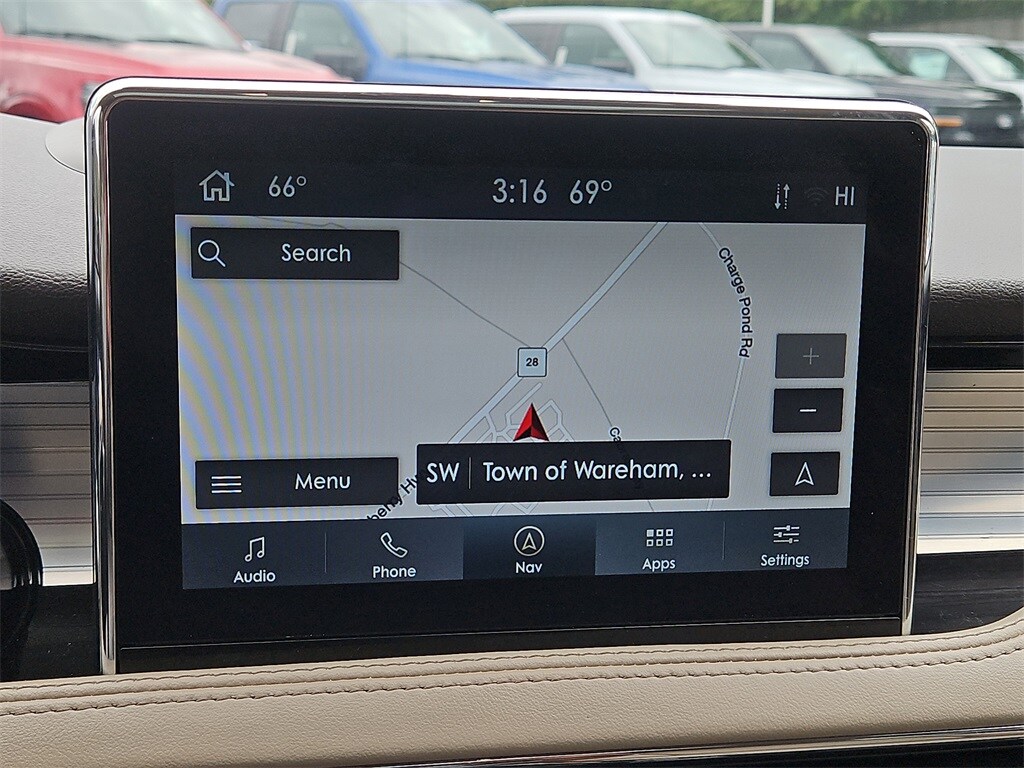 66° 3:16 69° HI
Search
Charge Pond Rd
28
+
−
SW Town of Wareham, ...
Menu
Audio Phone Nav Apps Settings